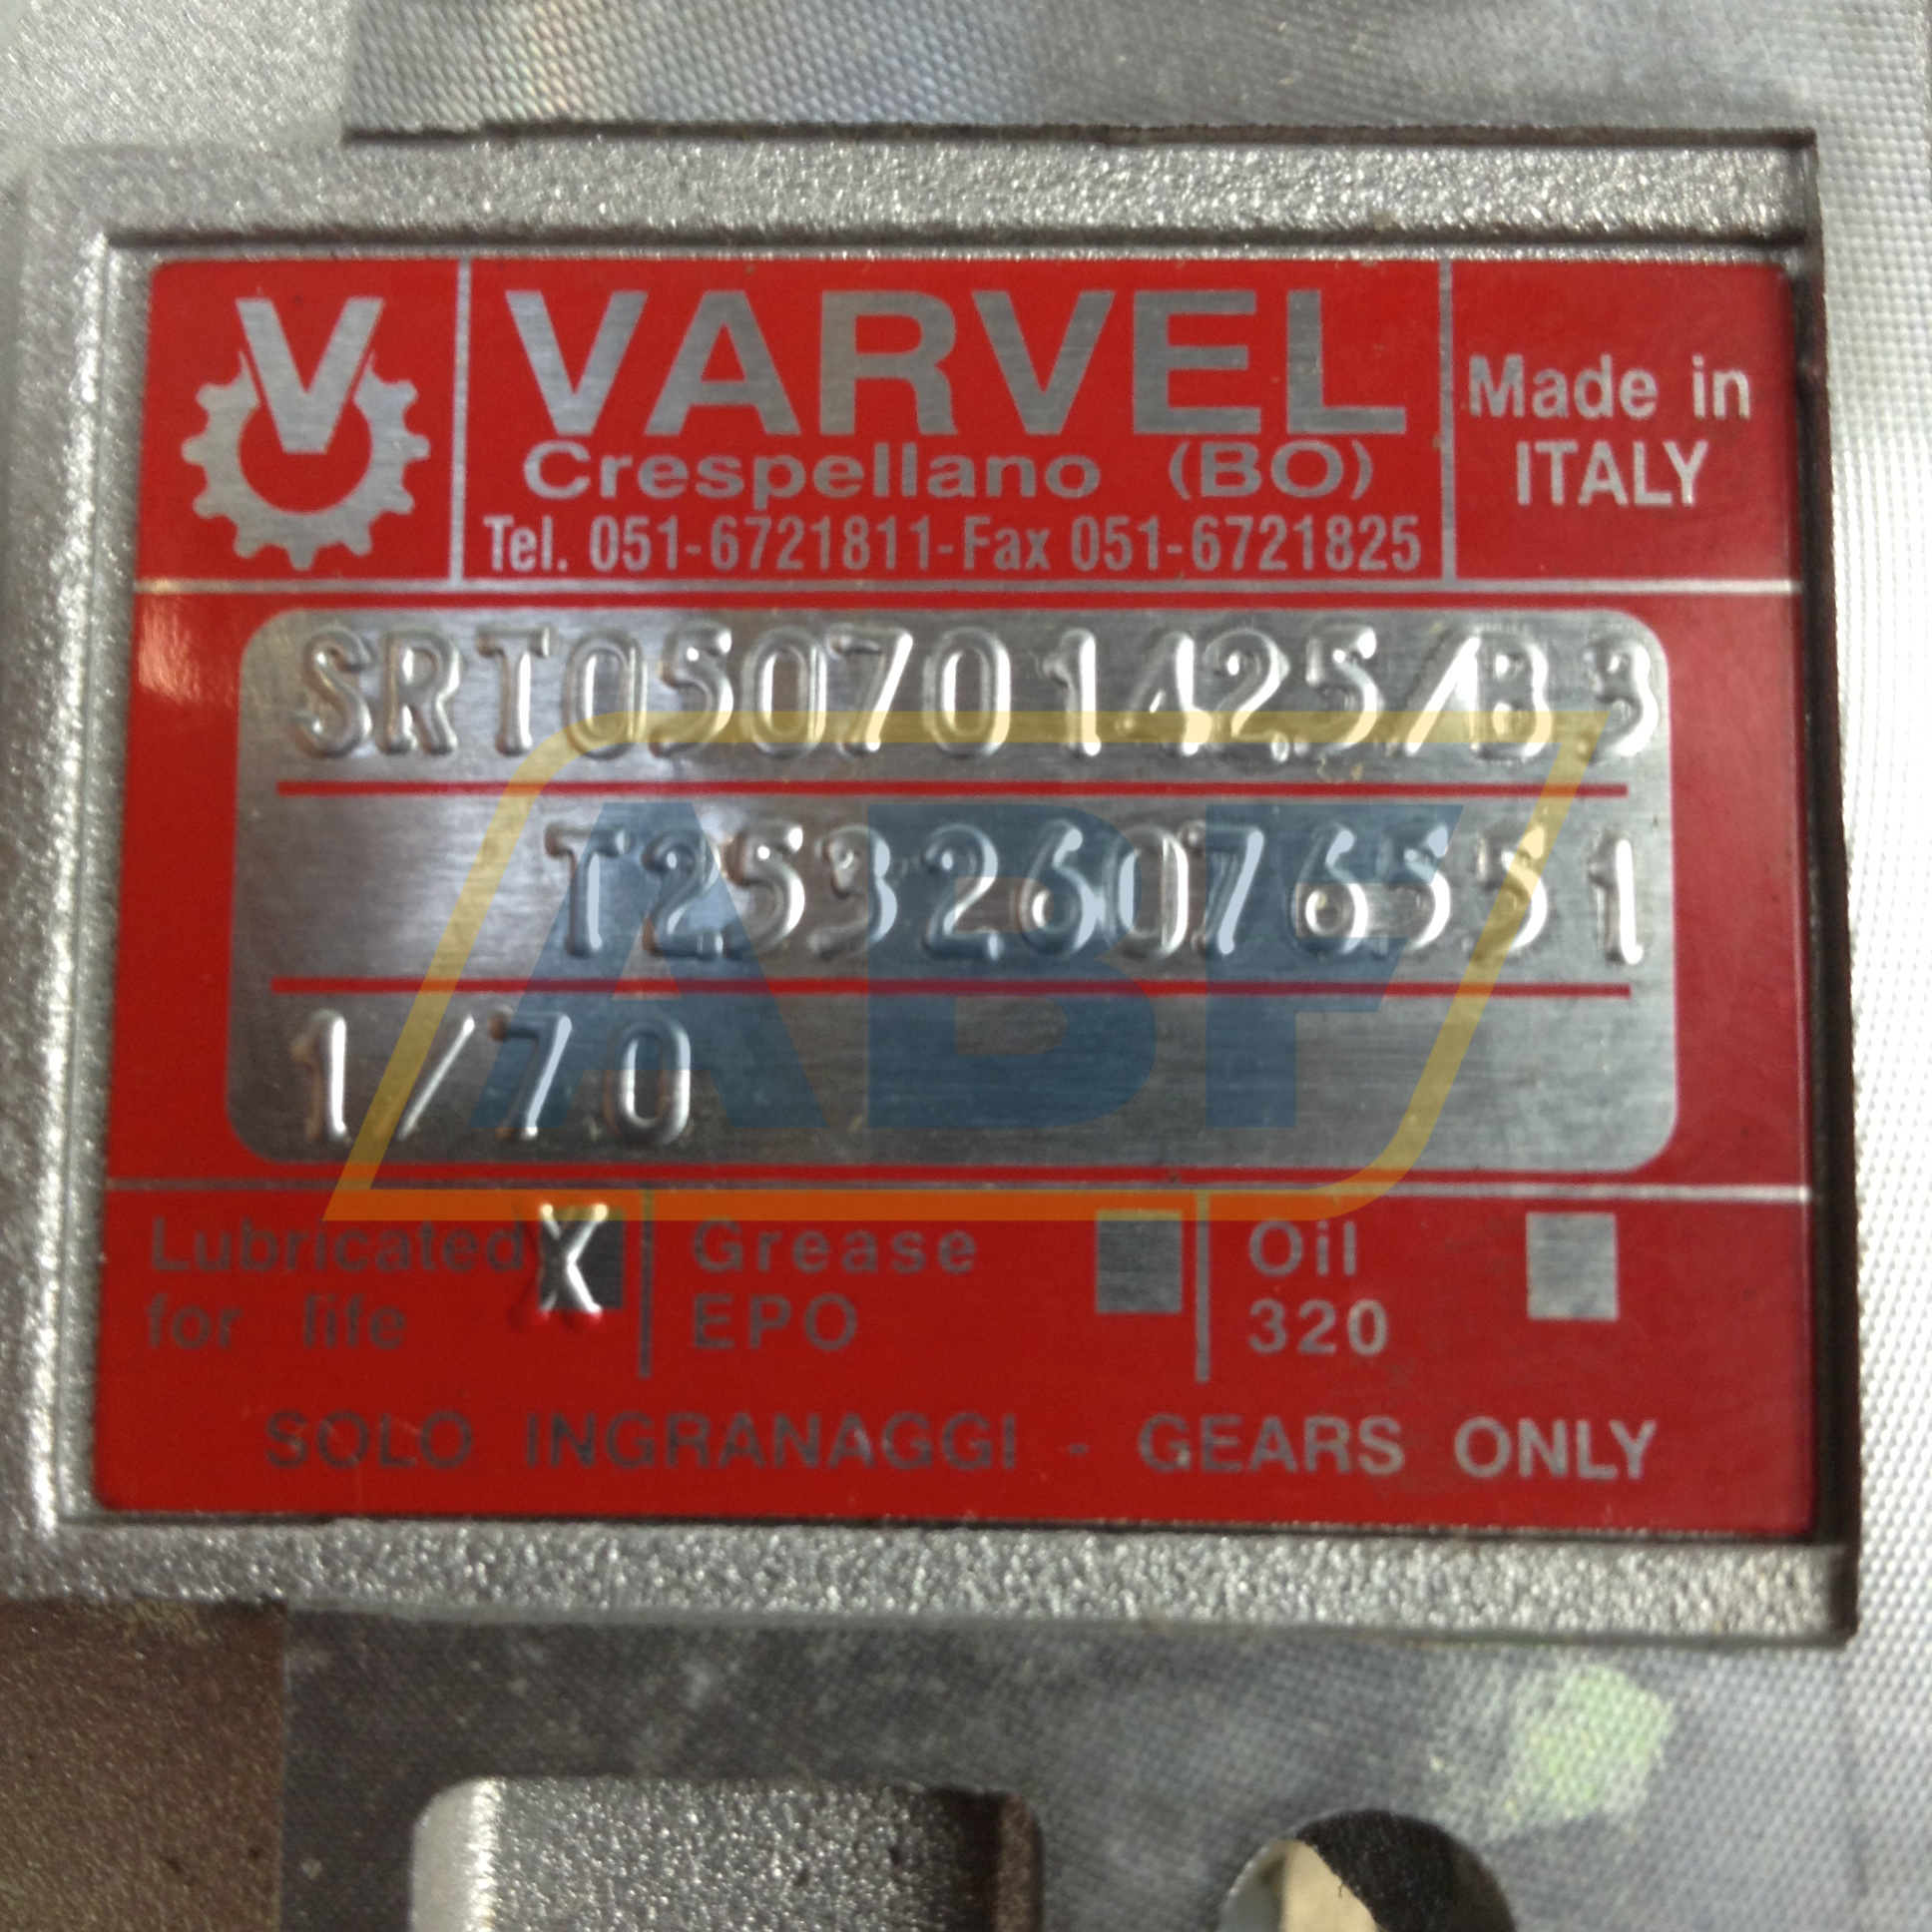 V
VARVEL
Crespellano (BO)
Tel. 051-6721811-Fax 051-6721825
Made in
ITALY
SRT050701425/B3
T25326076551
1/70
ABF
Lubricated X
for life
Grease
EPO
Oil
320
SOLO INGRANAGGI - GEARS ONLY